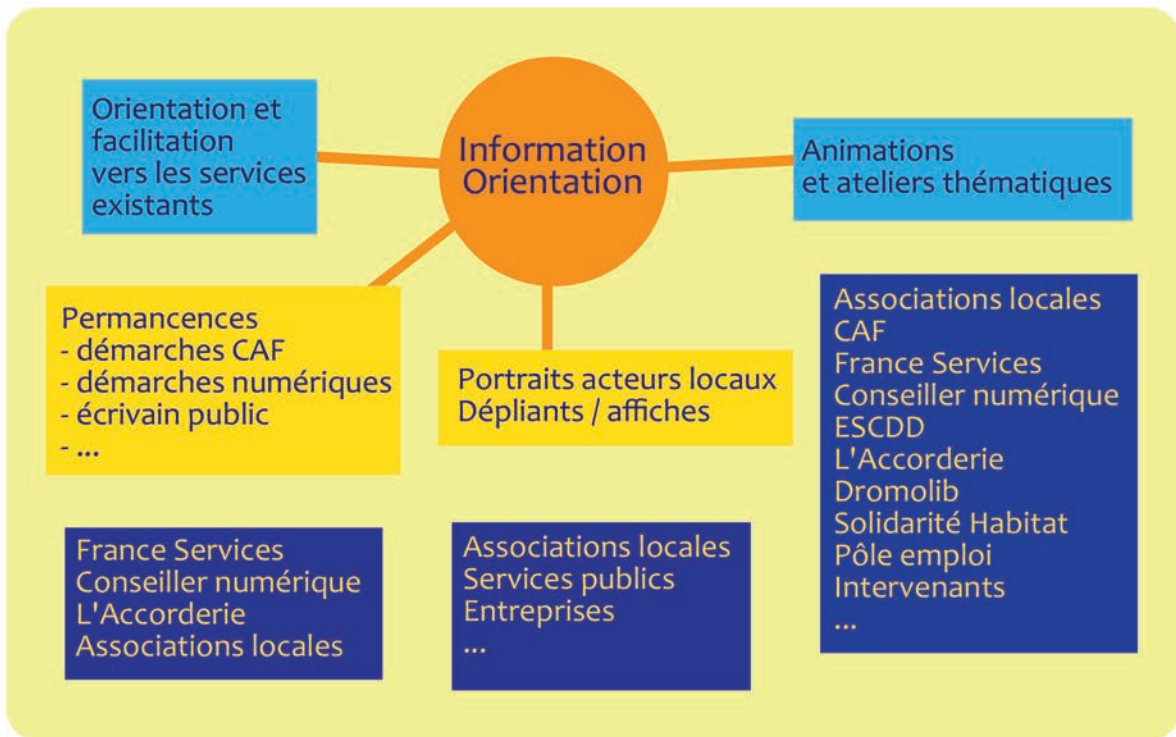 Orientation et
facilitation
vers les services
existants
Information
Orientation
Animations
et ateliers thématiques
Permancences
- démarches CAF
- démarches numériques
- écrivain public
- ...
Portraits acteurs locaux
Dépliants / affiches
Associations locales
CAF
France Services
Conseiller numérique
ESCDD
L'Accorderie
Dromolib
Solidarité Habitat
Pôle emploi
Intervenants
...
France Services
Conseiller numérique
L'Accorderie
Associations locales
Associations locales
Services publics
Entreprises
...